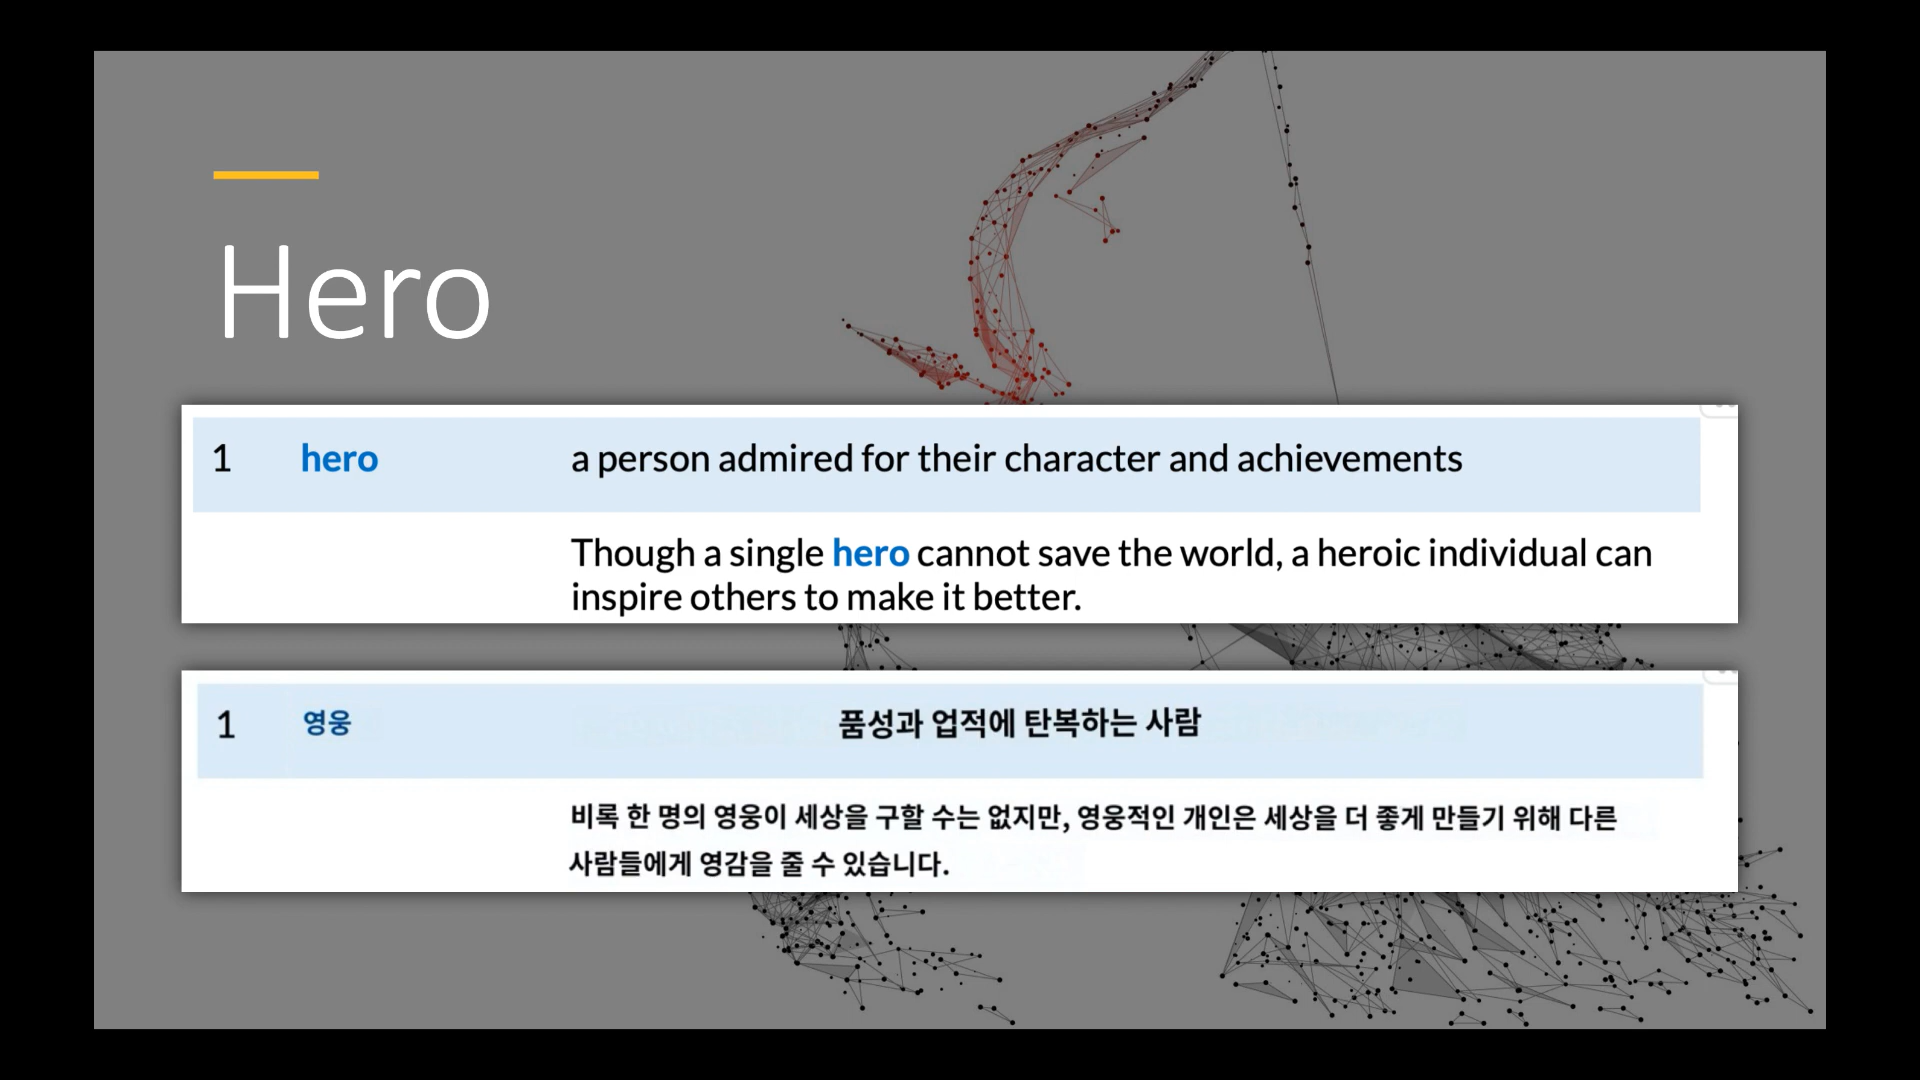 Hero
1 hero a person admired for their character and achievements
Though a single hero cannot save the world, a heroic individual can
inspire others to make it better.
1 영웅 품성과 업적에 탄복하는 사람
비록 한 명의 영웅이 세상을 구할 수는 없지만, 영웅적인 개인은 세상을 더 좋게 만들기 위해 다른
사람들에게 영감을 줄 수 있습니다.